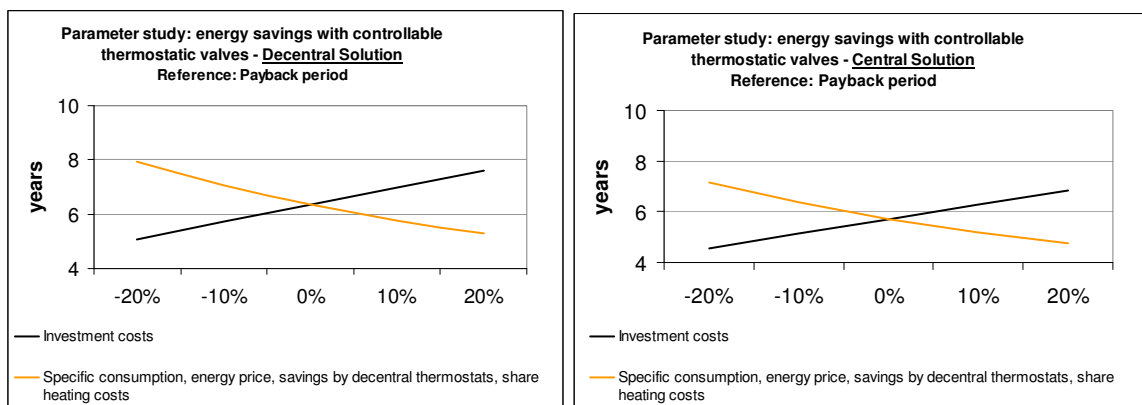 Parameter study: energy savings with controllable
thermostatic valves - Decentral Solution
Reference: Payback period
years
10
8
6
4
-20% -10% 0% 10% 20%
Investment costs
Specific consumption, energy price, savings by decentral thermostats, share
heating costs
Parameter study: energy savings with controllable
thermostatic valves - Central Solution
Reference: Payback period
years
10
8
6
4
-20% -10% 0% 10% 20%
Investment costs
Specific consumption, energy price, savings by decentral thermostats, share
heating costs